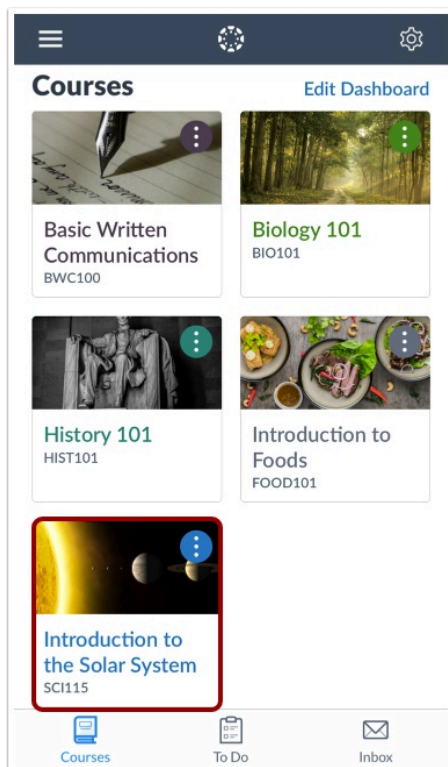 Courses
Edit Dashboard
Basic Written
Communications
BWC100
Biology 101
BIO101
History 101
HIST101
Introduction to
Foods
FOOD101
Introduction to
the Solar System
SCI115
Courses
To Do
Inbox